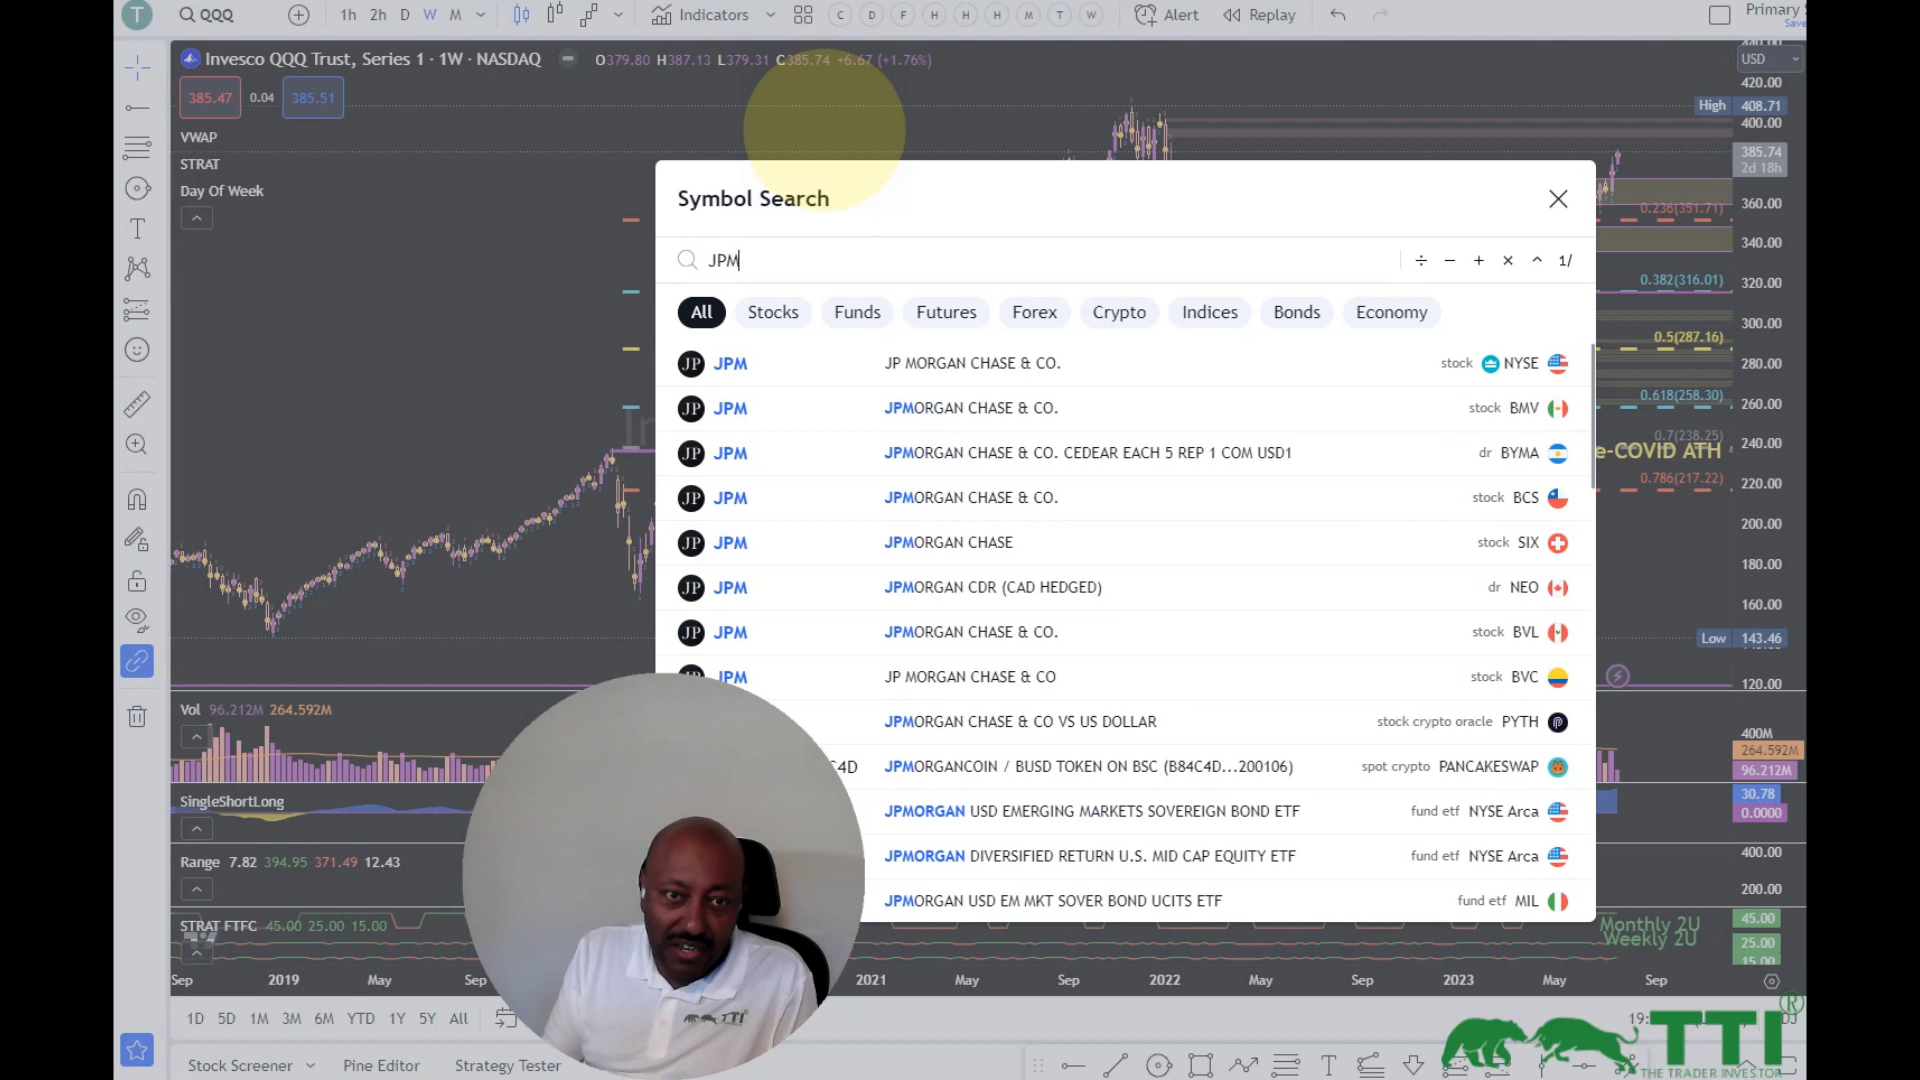 T QQQ 1h 2h D W M Indicators C D F H H H M T W Alert Replay Primary
Save
Invesco QQQ Trust, Series 1 · 1W · NASDAQ O379.80 H387.13 L379.31 C385.74 +6.67 (+1.76%)
USD
385.47 0.04 385.51
420.00
High 408.71
400.00
VWAP
385.74
2d 18h
STRAT
Day Of Week
Symbol Search
360.00
0.236(351.71)
340.00
JPM
÷ − + × ^ 1/
0.382(316.01)
320.00
All Stocks Funds Futures Forex Crypto Indices Bonds Economy
300.00
0.5(287.16)
JPM JP MORGAN CHASE & CO. stock NYSE
280.00
0.618(258.30)
JPM JPMORGAN CHASE & CO. stock BMV
260.00
0.7(238.25)
240.00
e-COVID ATH
JPM JPMORGAN CHASE & CO. CEDEAR EACH 5 REP 1 COM USD1 dr BYMA
0.786(217.22)
220.00
JPM JPMORGAN CHASE & CO. stock BCS
200.00
JPM JPMORGAN CHASE stock SIX
180.00
JPM JPMORGAN CDR (CAD HEDGED) dr NEO
160.00
JPM JPMORGAN CHASE & CO. stock BVL
Low 143.46
JPM JP MORGAN CHASE & CO stock BVC
120.00
Vol 96.212M 264.592M
JPMORGAN CHASE & CO VS US DOLLAR stock crypto oracle PYTH
400M
264.592M
96.212M
C4D JPMORGANCOIN / BUSD TOKEN ON BSC (B84C4D...200106) spot crypto PANCAKESWAP
SingleShortLong
30.78
0.0000
JPMORGAN USD EMERGING MARKETS SOVEREIGN BOND ETF fund etf NYSE Arca
Range 7.82 394.95 371.49 12.43
JPMORGAN DIVERSIFIED RETURN U.S. MID CAP EQUITY ETF fund etf NYSE Arca
400.00
200.00
JPMORGAN USD EM MKT SOVER BOND UCITS ETF fund etf MIL
STRAT FTFC 45.00 25.00 15.00
Monthly 2U
Weekly 2U
45.00
25.00
15.00
Sep 2019 May Sep 2021 May Sep 2022 May Sep 2023 May Sep
1D 5D 1M 3M 6M YTD 1Y 5Y All
TTI
Stock Screener Pine Editor Strategy Tester
TTI ®
THE TRADER INVESTOR